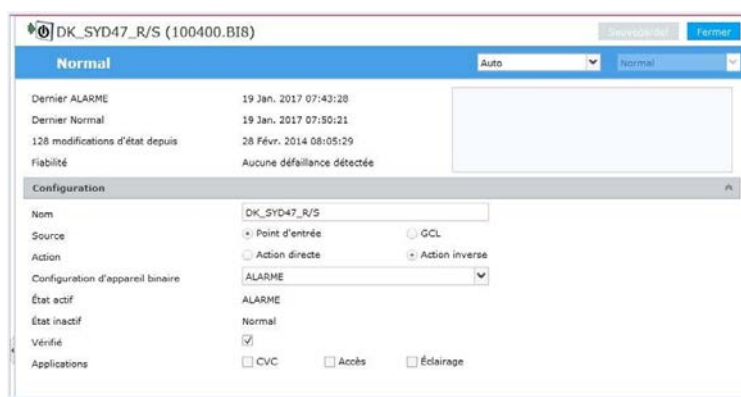 DK_SYD47_R/S (100400.BI8) Sauvegarder Fermer
Normal Auto Normal
Dernier ALARME 19 Jan. 2017 07:43:28
Dernier Normal 19 Jan. 2017 07:50:21
128 modifications d'état depuis 28 Févr. 2014 08:05:29
Fiabilité Aucune défaillance détectée
Configuration
Nom DK_SYD47_R/S
Source Point d'entrée GCL
Action Action directe Action inverse
Configuration d'appareil binaire ALARME
État actif ALARME
État inactif Normal
Vérifié
Applications CVC Accès Éclairage